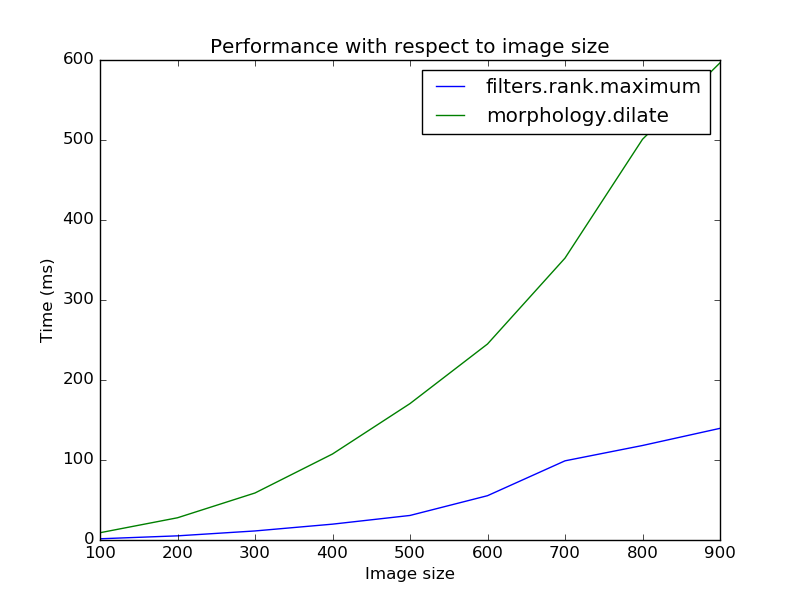 Performance with respect to image size
filters.rank.maximum
morphology.dilate
Time (ms)
600
500
400
300
200
100
0
100 200 300 400 500 600 700 800 900
Image size